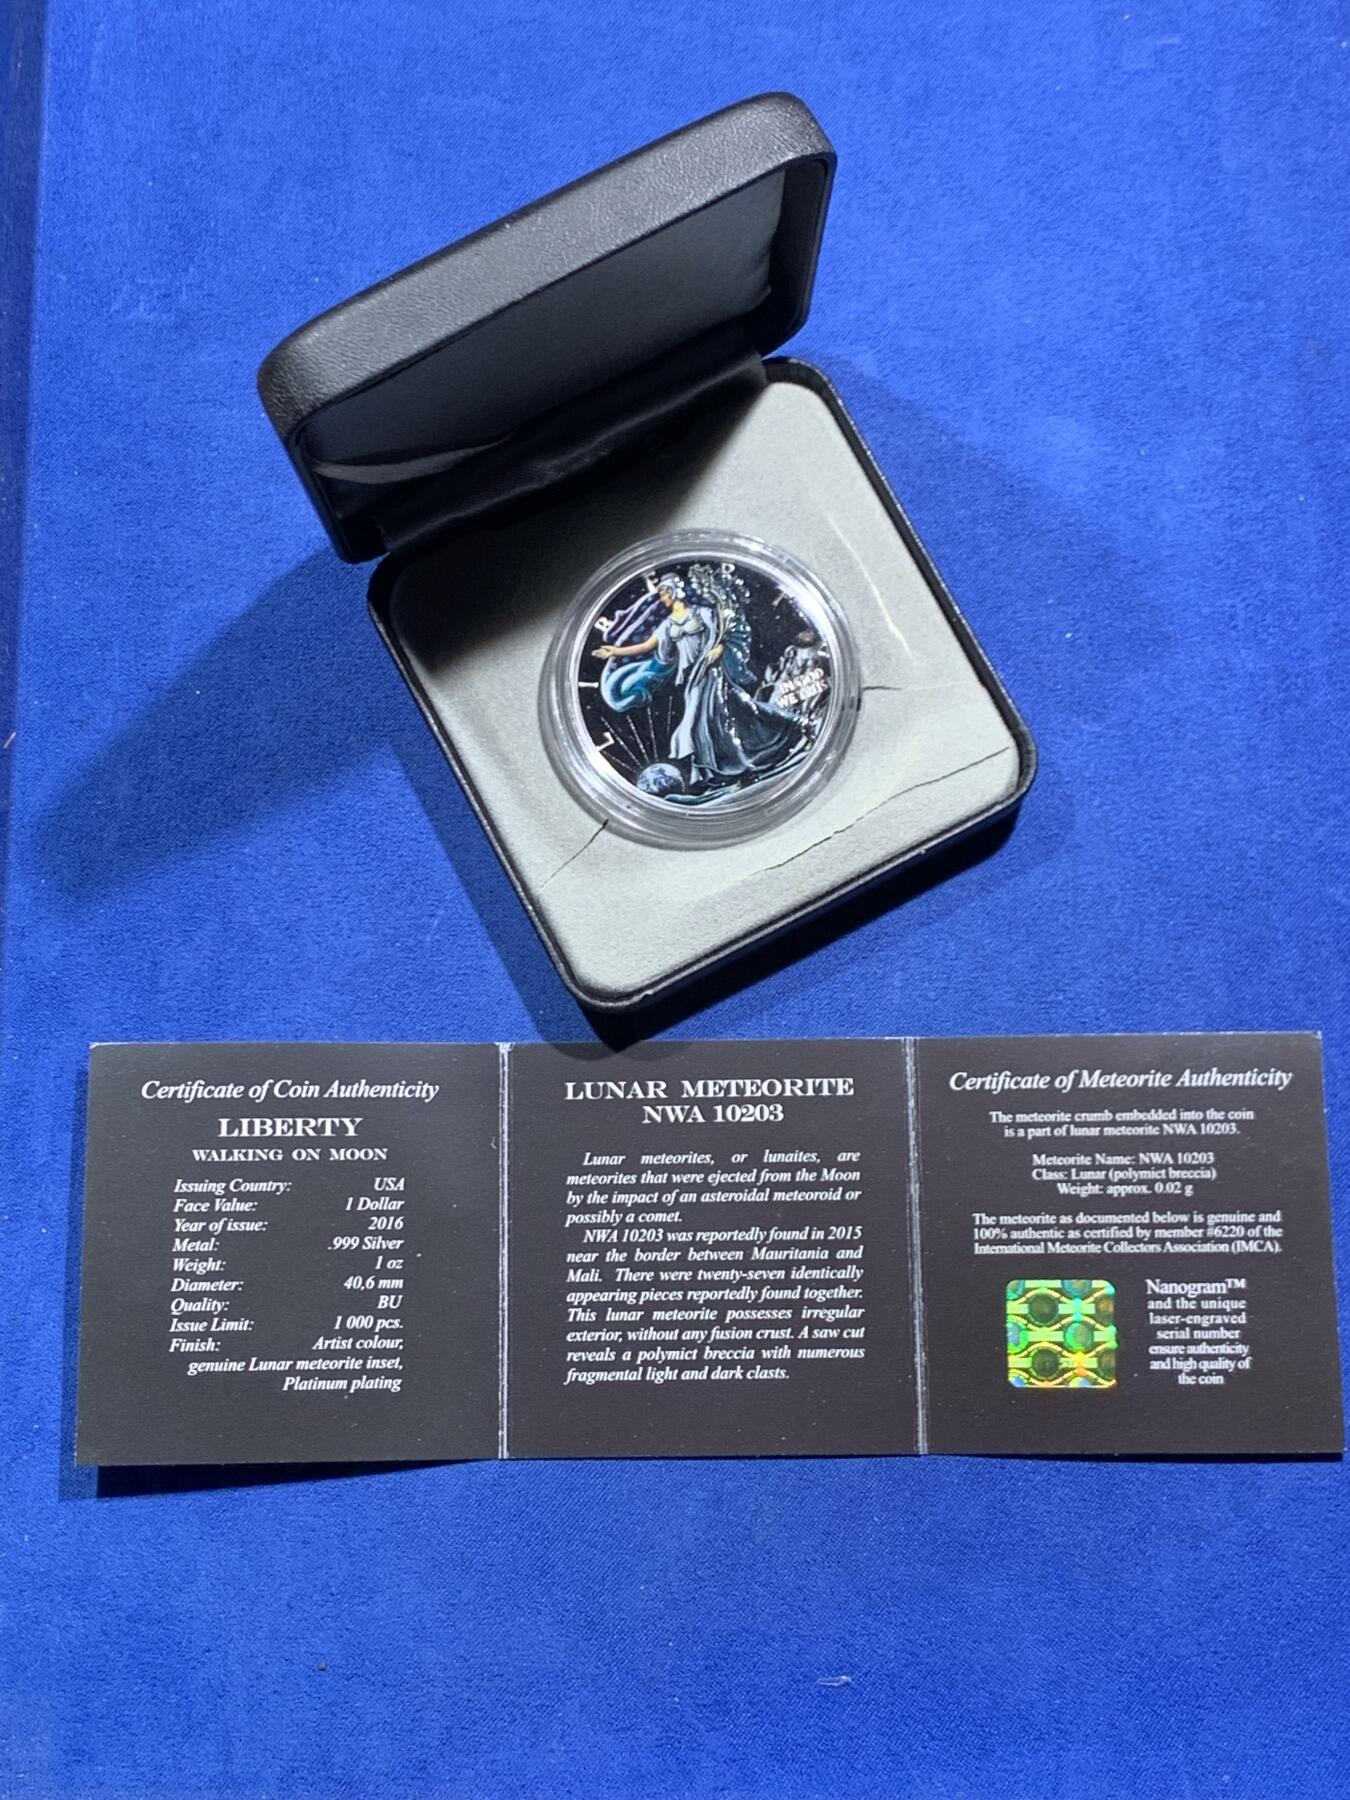 LIBERTY
IN GOD
WE TRUST
Certificate of Coin Authenticity
LIBERTY
WALKING ON MOON
Issuing Country: USA
Face Value: 1 Dollar
Year of issue: 2016
Metal: .999 Silver
Weight: 1 oz
Diameter: 40,6 mm
Quality: BU
Issue Limit: 1 000 pcs.
Finish: Artist colour,
genuine Lunar meteorite inset,
Platinum plating
LUNAR METEORITE
NWA 10203
Lunar meteorites, or lunaites, are
meteorites that were ejected from the Moon
by the impact of an asteroidal meteoroid or
possibly a comet.
NWA 10203 was reportedly found in 2015
near the border between Mauritania and
Mali. There were twenty-seven identically
appearing pieces reportedly found together.
This lunar meteorite possesses irregular
exterior, without any fusion crust. A saw cut
reveals a polymict breccia with numerous
fragmental light and dark clasts.
Certificate of Meteorite Authenticity
The meteorite crumb embedded into the coin
is a part of lunar meteorite NWA 10203.
Meteorite Name: NWA 10203
Class: Lunar (polymict breccia)
Weight: approx. 0.02 g
The meteorite as documented below is genuine and
100% authentic as certified by member #6220 of the
International Meteorite Collectors Association (IMCA).
Nanogram™
and the unique
laser-engraved
serial number
ensure authenticity
and high quality of
the coin